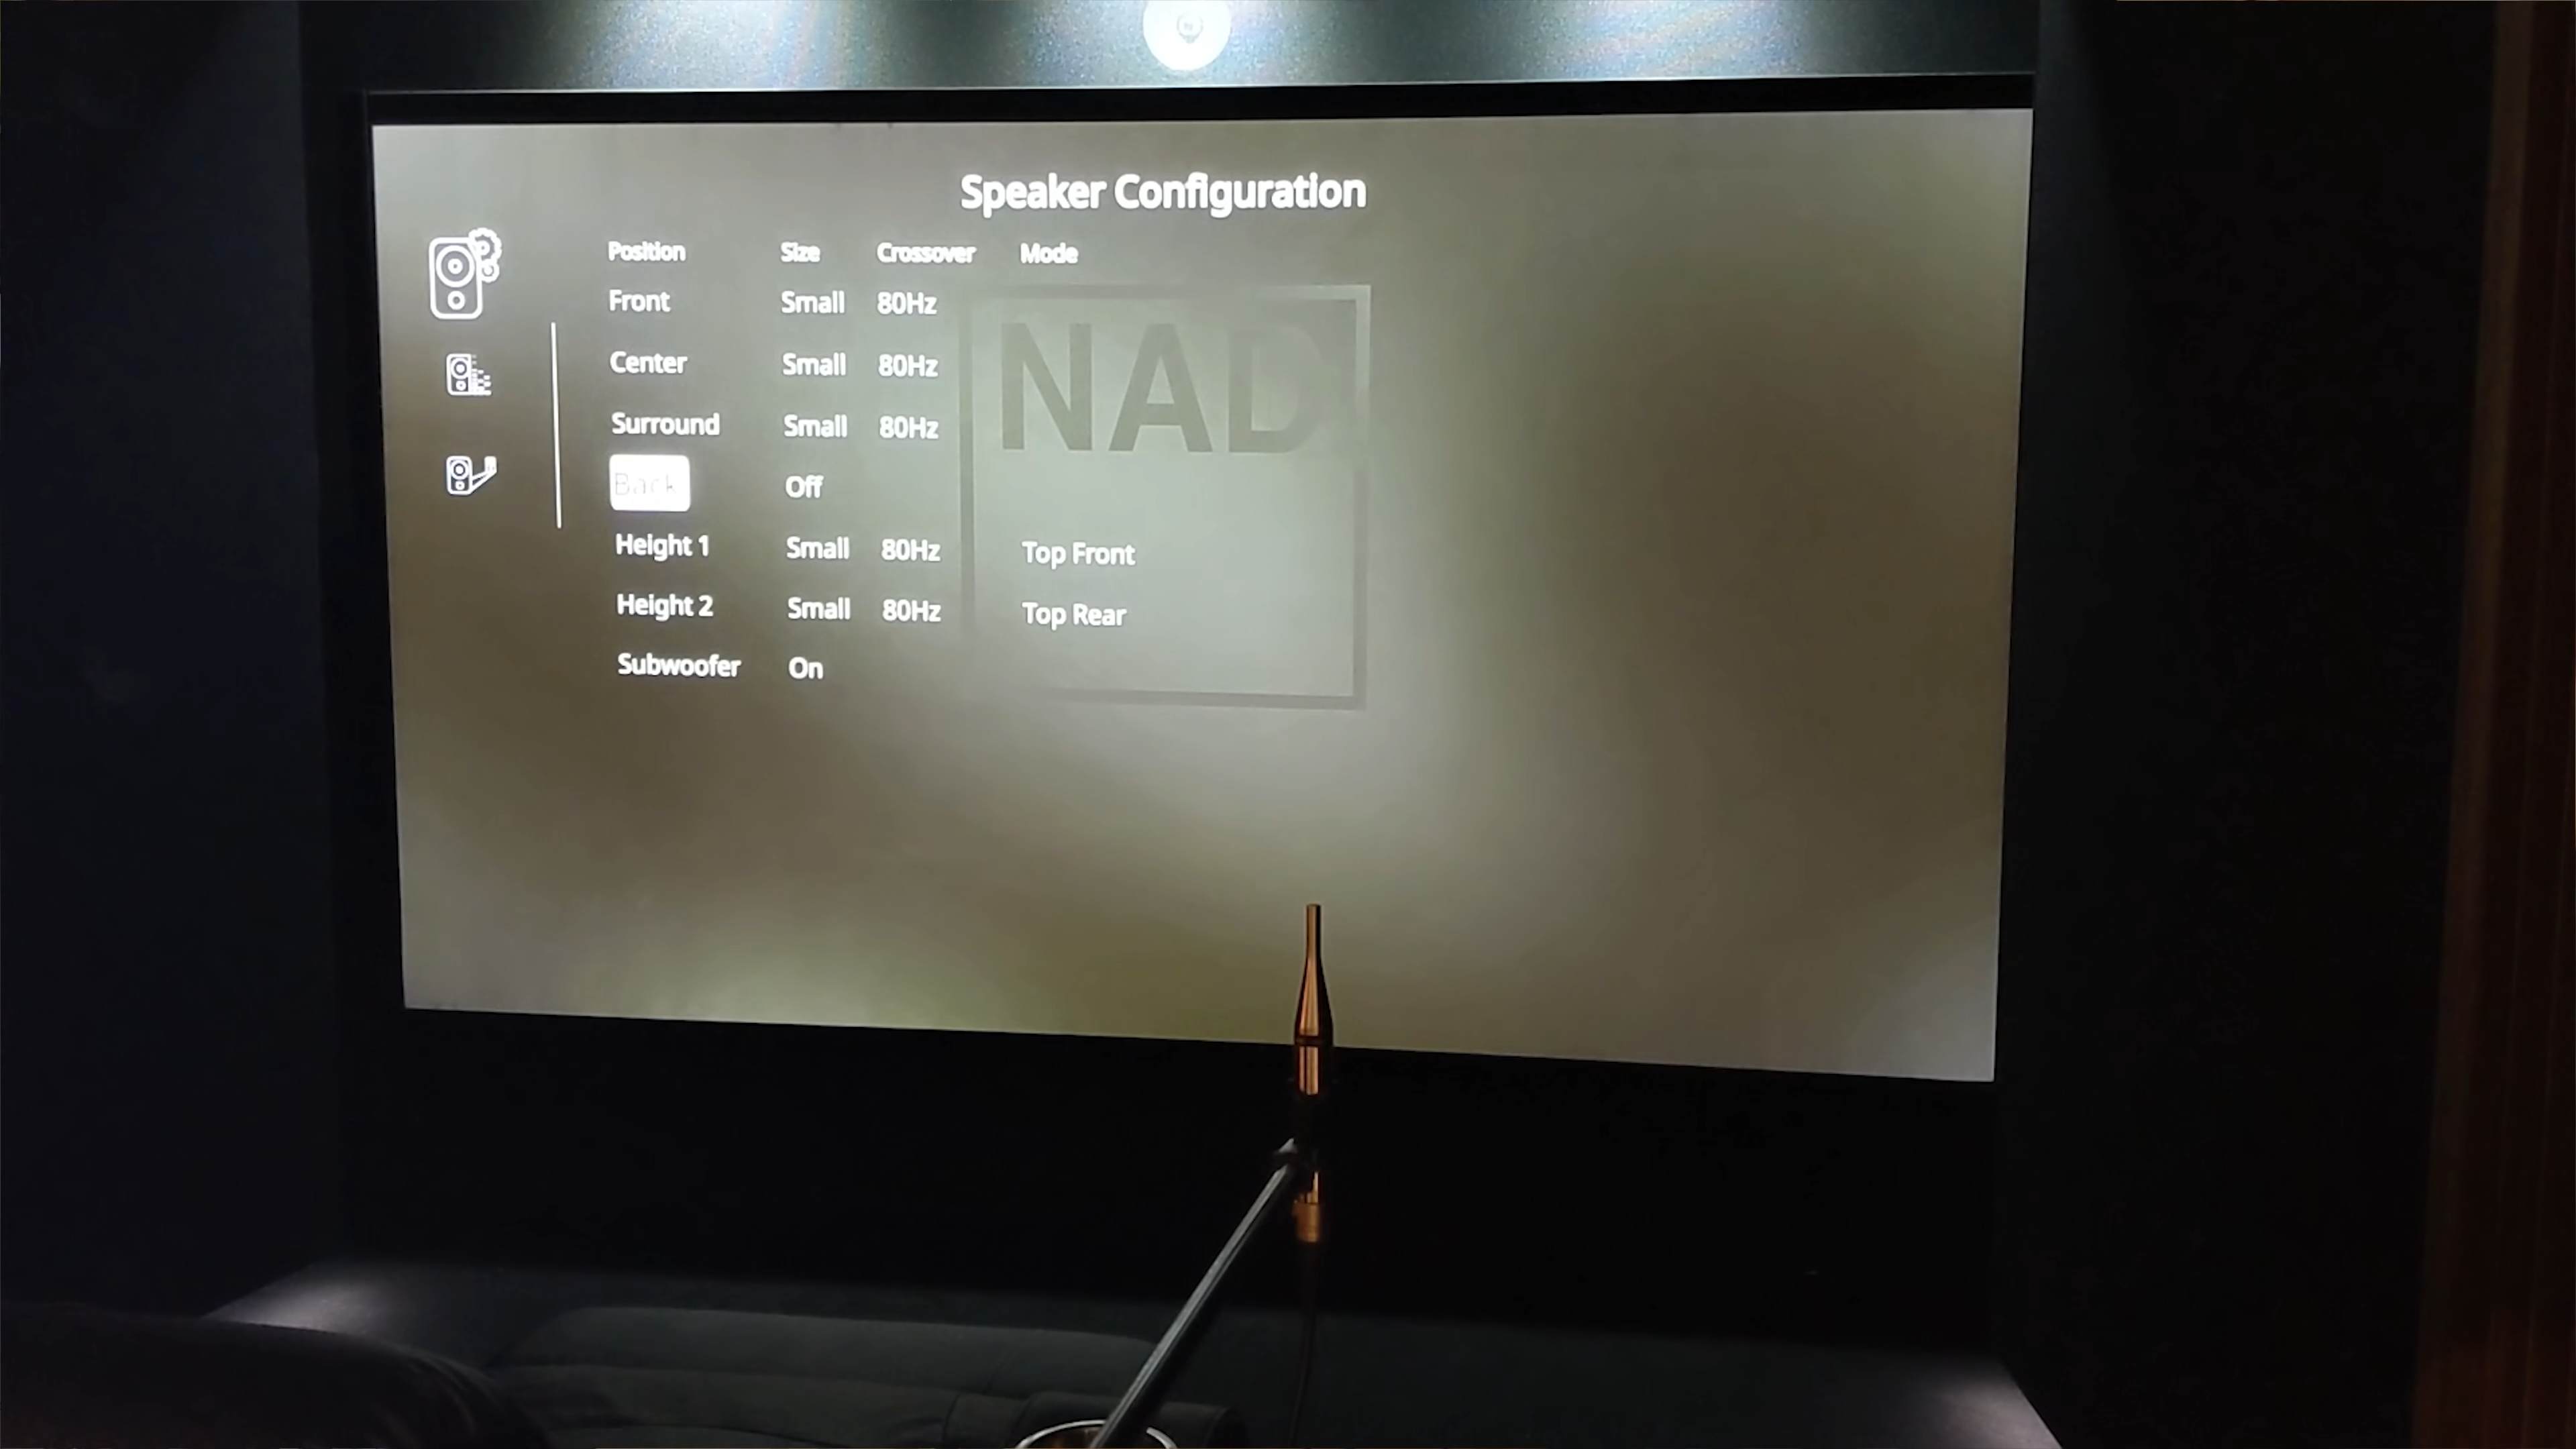 Speaker Configuration
Position Size Crossover Mode
Front Small 80Hz
Center Small 80Hz
Surround Small 80Hz
Back Off
Height 1 Small 80Hz Top Front
Height 2 Small 80Hz Top Rear
Subwoofer On
NAD